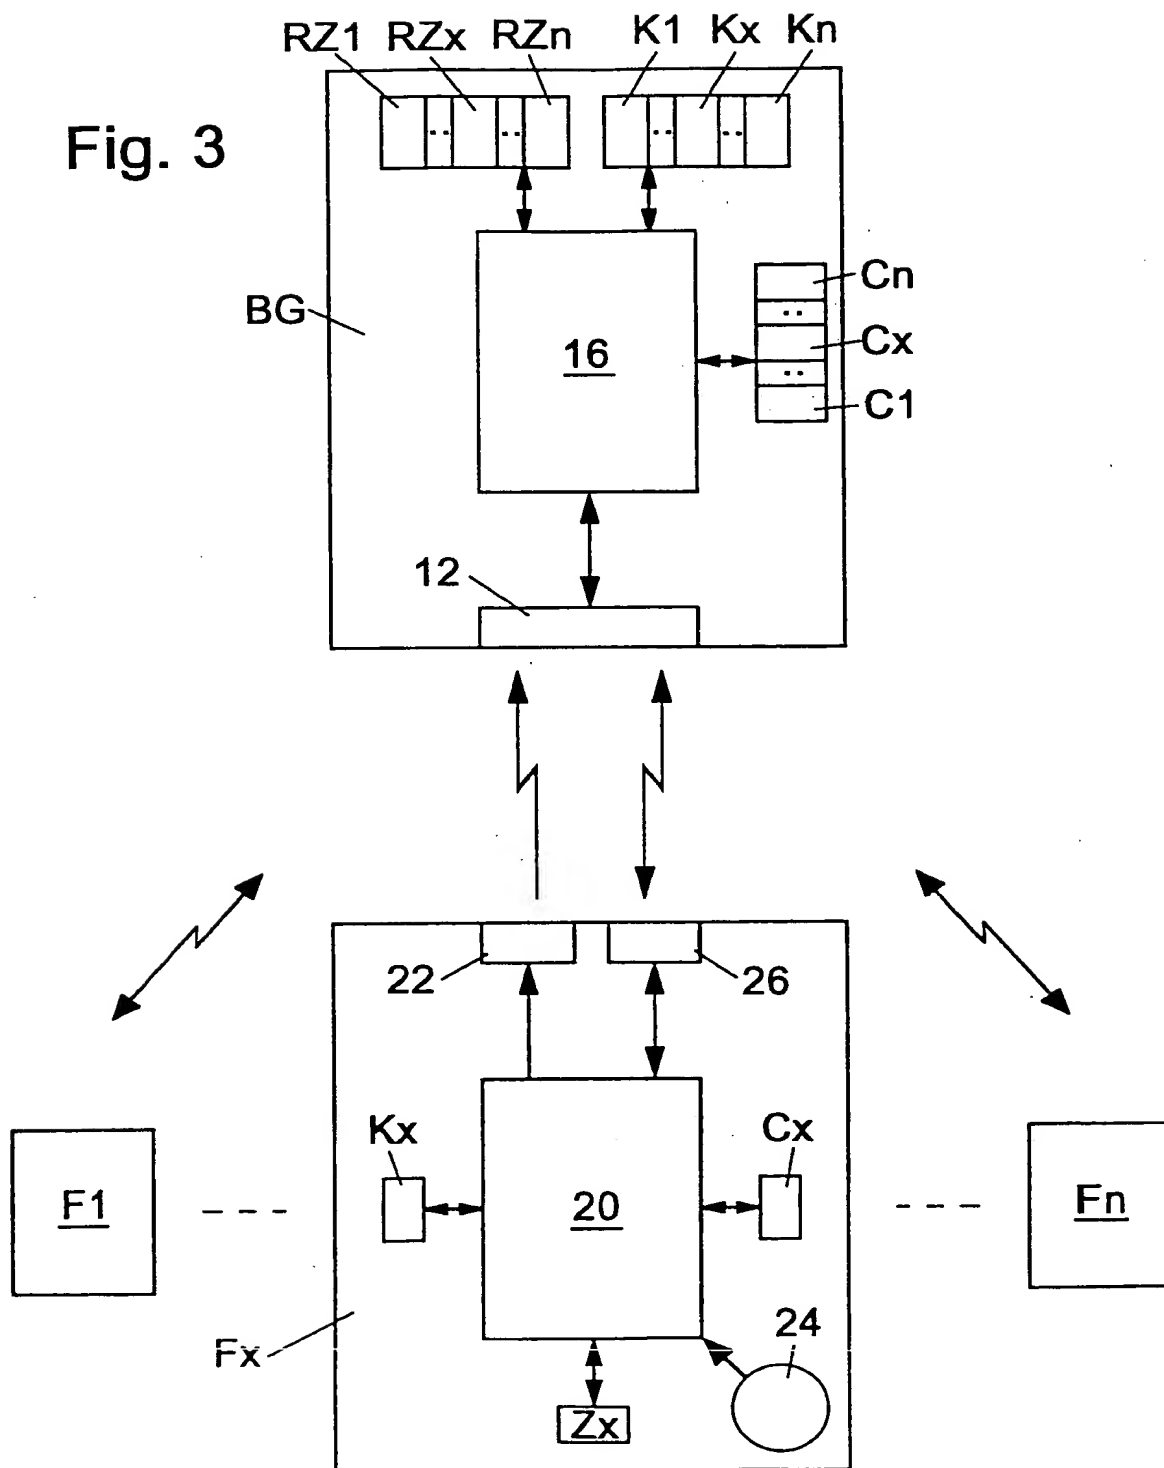 RZ1 RZx RZn K1 Kx Kn
Fig. 3
.. .. .. ..
Cn
BG
..
16
Cx
..
C1
12
22
26
Kx
Cx
F1
20
Fn
Fx
24
Zx